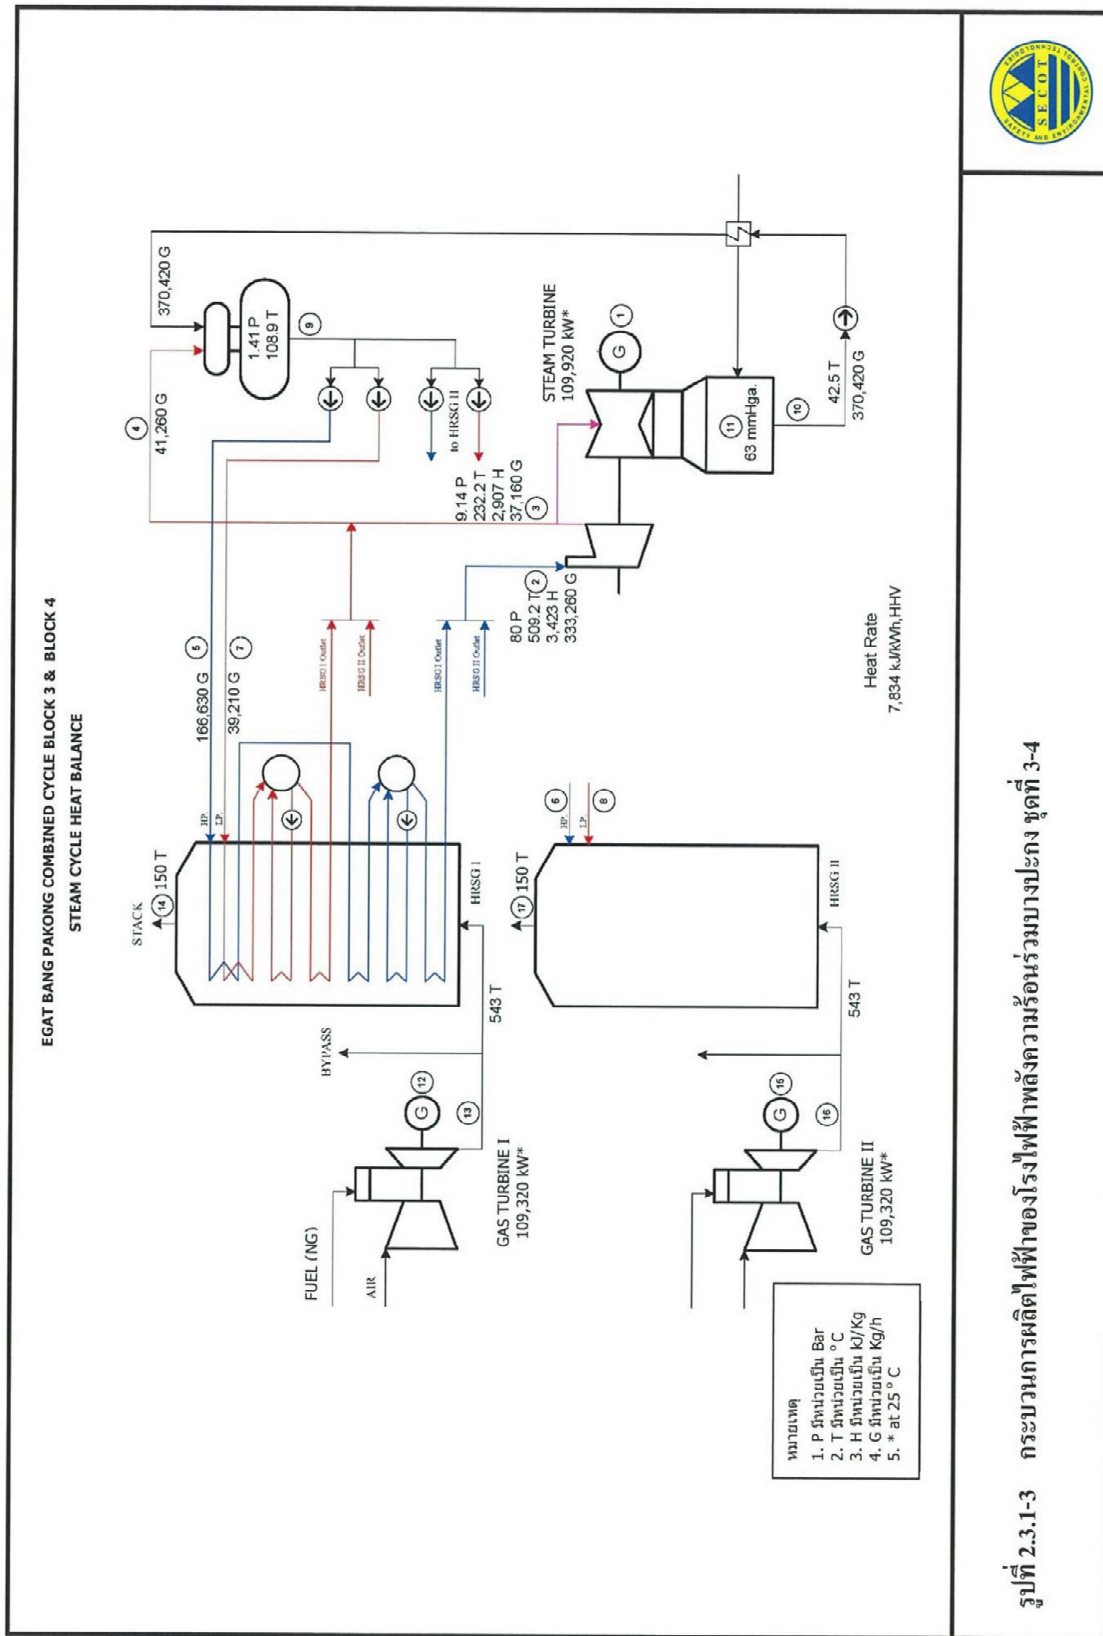 EGAT BANG PAKONG COMBINED CYCLE BLOCK 3 & BLOCK 4
STEAM CYCLE HEAT BALANCE
STACK
14
150 T
HP.
LP.
HRSG I
BYPASS
543 T
FUEL (NG)
AIR
G
12
13
GAS TURBINE I
109,320 kW*
5
166,630 G
7
39,210 G
HRSG I Outlet
HRSG II Outlet
HRSG I Outlet
HRSG II Outlet
4
41,260 G
370,420 G
1.41 P
108.9 T
9
to HRSG II
9.14 P
232.2 T
2,907 H
37,160 G
3
80 P
509.2 T
2
3,423 H
333,260 G
STEAM TURBINE
109,920 kW*
G
1
11
63 mmHga.
10
42.5 T
370,420 G
17
150 T
6
HP.
LP.
8
HRSG II
543 T
G
15
16
GAS TURBINE II
109,320 kW*
Heat Rate
7,834 kJ/kWh,HHV
หมายเหตุ
1. P มีหน่วยเป็น Bar
2. T มีหน่วยเป็น °C
3. H มีหน่วยเป็น kJ/Kg
4. G มีหน่วยเป็น Kg/h
5. * at 25 °C
รูปที่ 2.3.1-3 กระบวนการผลิตไฟฟ้าของโรงไฟฟ้าพลังความร้อนร่วมบางปะกง ชุดที่ 3-4
SECOT
SAFETY AND ENVIRONMENTAL CONTROL TECHNOLOGIES